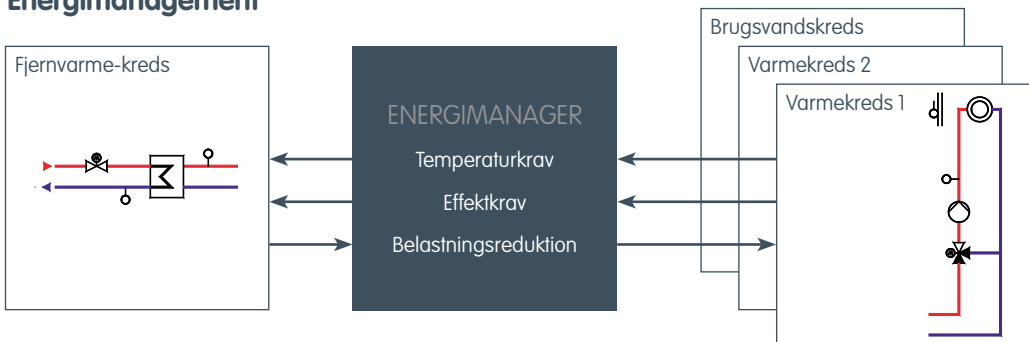 Energimanagement
Fjernvarme-kreds
ENERGIMANAGER
Temperaturkrav
Effektkrav
Belastningsreduktion
Brugsvandskreds
Varmekreds 2
Varmekreds 1